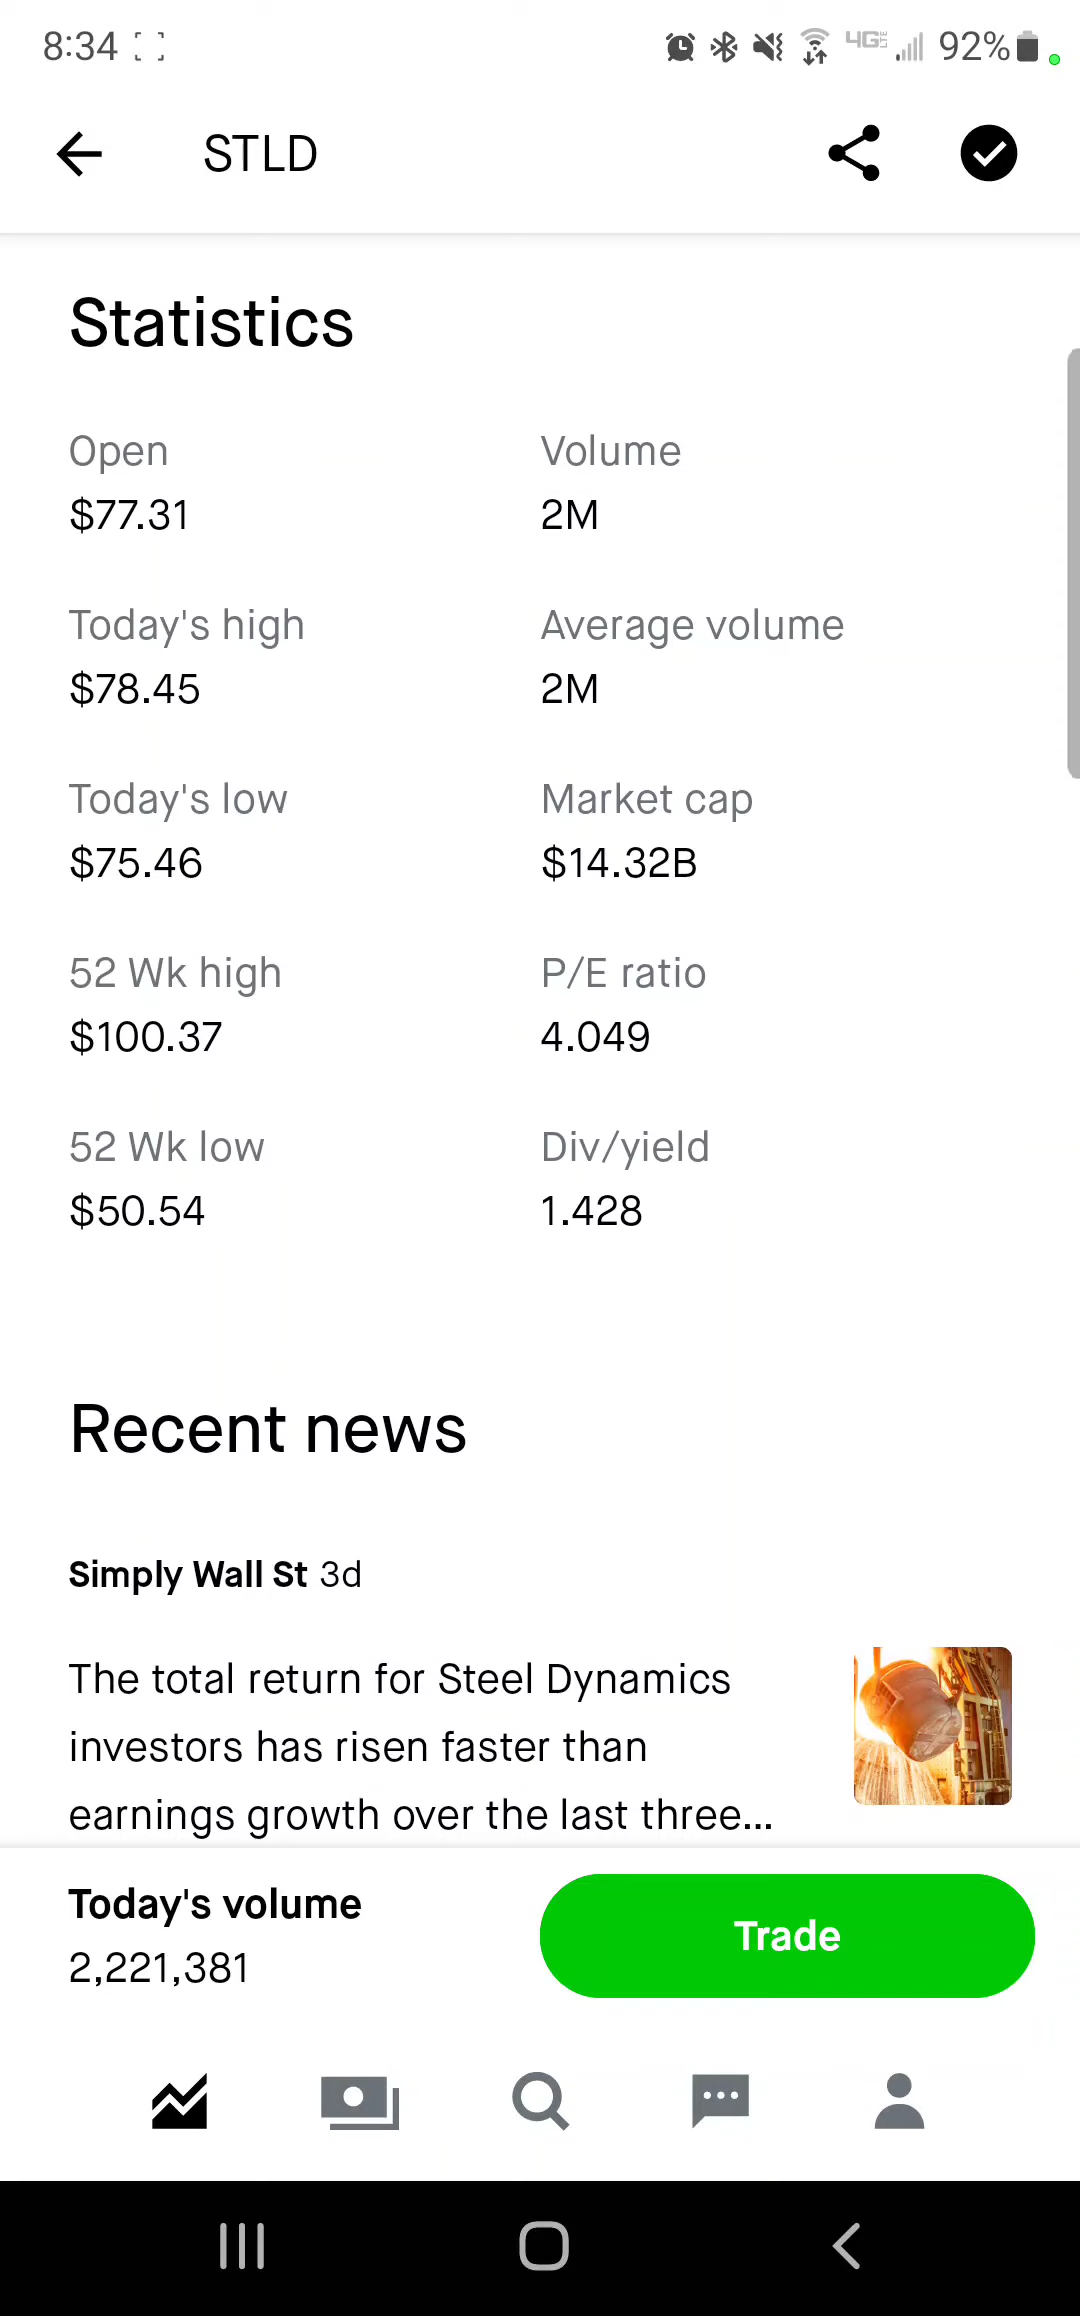 8:34
4G LTE
92%
STLD
Statistics
Open
$77.31
Volume
2M
Today's high
$78.45
Average volume
2M
Today's low
$75.46
Market cap
$14.32B
52 Wk high
$100.37
P/E ratio
4.049
52 Wk low
$50.54
Div/yield
1.428
Recent news
Simply Wall St 3d
The total return for Steel Dynamics
investors has risen faster than
earnings growth over the last three...
Today's volume
2,221,381
Trade